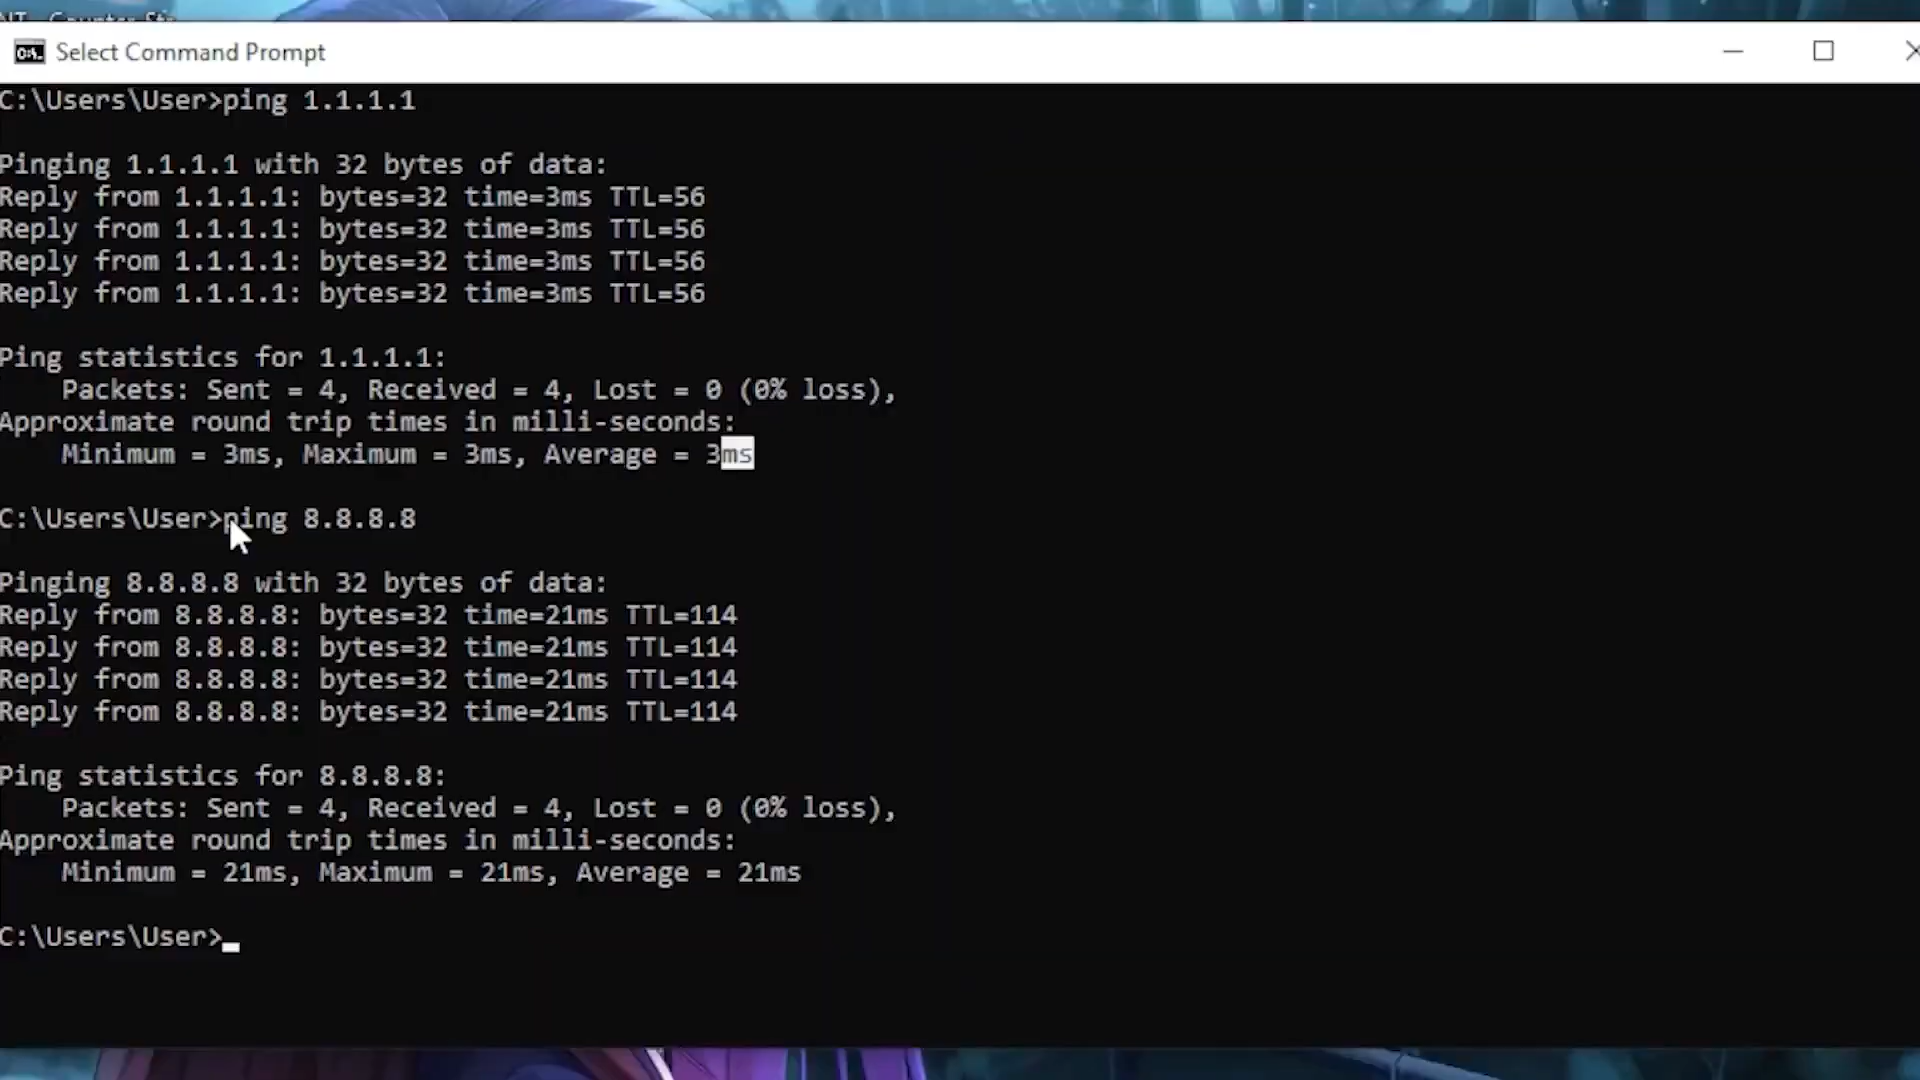 Select Command Prompt
C:\Users\User>ping 1.1.1.1
Pinging 1.1.1.1 with 32 bytes of data:
Reply from 1.1.1.1: bytes=32 time=3ms TTL=56
Reply from 1.1.1.1: bytes=32 time=3ms TTL=56
Reply from 1.1.1.1: bytes=32 time=3ms TTL=56
Reply from 1.1.1.1: bytes=32 time=3ms TTL=56
Ping statistics for 1.1.1.1:
    Packets: Sent = 4, Received = 4, Lost = 0 (0% loss),
Approximate round trip times in milli-seconds:
    Minimum = 3ms, Maximum = 3ms, Average = 3ms
C:\Users\User>ping 8.8.8.8
Pinging 8.8.8.8 with 32 bytes of data:
Reply from 8.8.8.8: bytes=32 time=21ms TTL=114
Reply from 8.8.8.8: bytes=32 time=21ms TTL=114
Reply from 8.8.8.8: bytes=32 time=21ms TTL=114
Reply from 8.8.8.8: bytes=32 time=21ms TTL=114
Ping statistics for 8.8.8.8:
    Packets: Sent = 4, Received = 4, Lost = 0 (0% loss),
Approximate round trip times in milli-seconds:
    Minimum = 21ms, Maximum = 21ms, Average = 21ms
C:\Users\User>